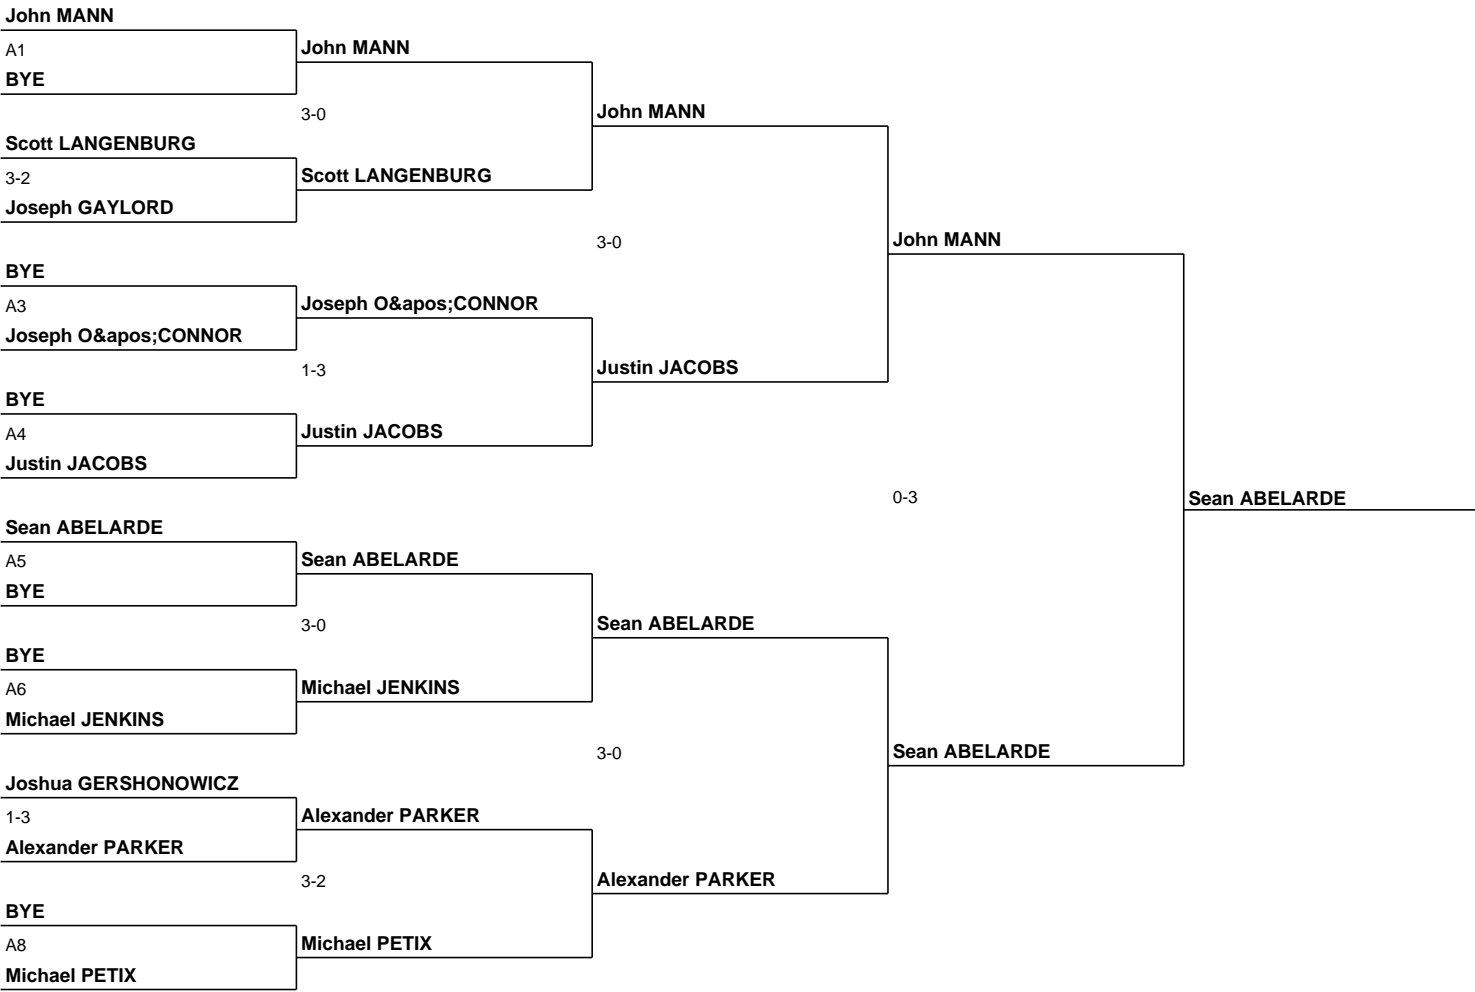 John MANN
A1
BYE
John MANN
3-0
Scott LANGENBURG
3-2
Joseph GAYLORD
Scott LANGENBURG
John MANN
3-0
BYE
A3
Joseph O&apos;CONNOR
Joseph O&apos;CONNOR
1-3
BYE
A4
Justin JACOBS
Justin JACOBS
Justin JACOBS
John MANN
0-3
Sean ABELARDE
Sean ABELARDE
A5
BYE
Sean ABELARDE
3-0
BYE
A6
Michael JENKINS
Michael JENKINS
Sean ABELARDE
3-0
Joshua GERSHONOWICZ
1-3
Alexander PARKER
Alexander PARKER
3-2
BYE
A8
Michael PETIX
Michael PETIX
Alexander PARKER
Sean ABELARDE